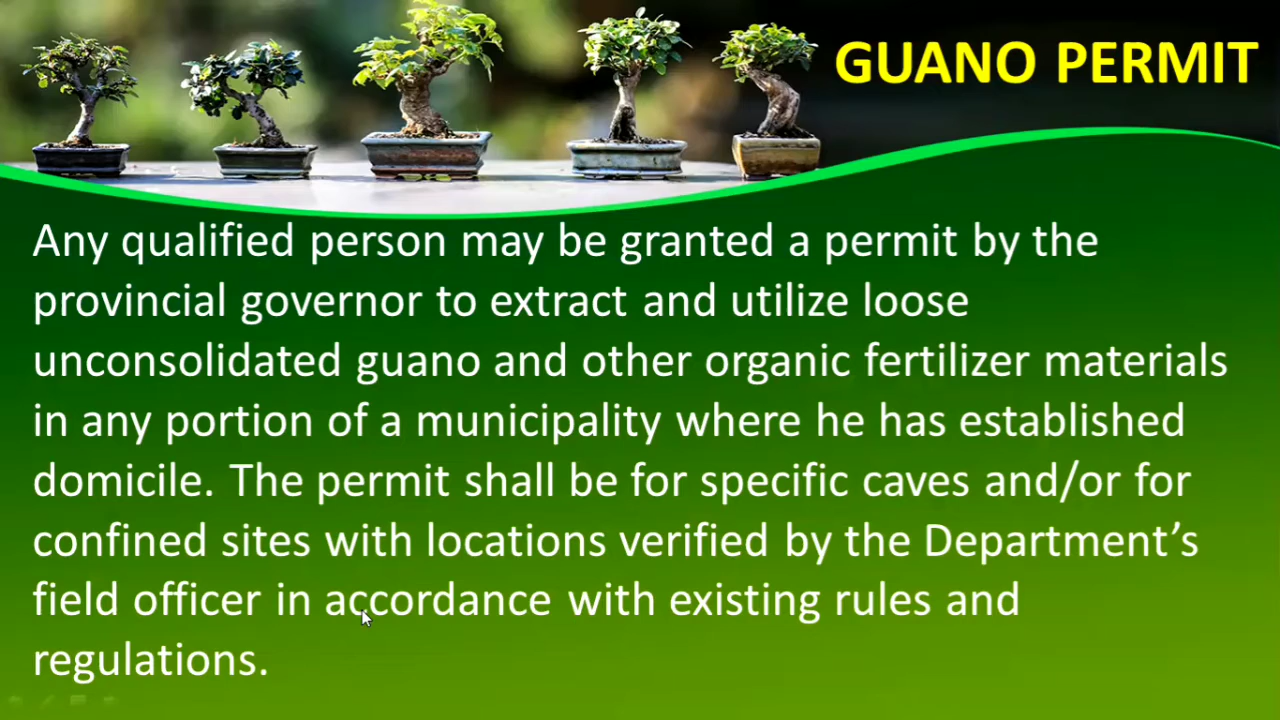 GUANO PERMIT
Any qualified person may be granted a permit by the
provincial governor to extract and utilize loose
unconsolidated guano and other organic fertilizer materials
in any portion of a municipality where he has established
domicile. The permit shall be for specific caves and/or for
confined sites with locations verified by the Department’s
field officer in accordance with existing rules and
regulations.